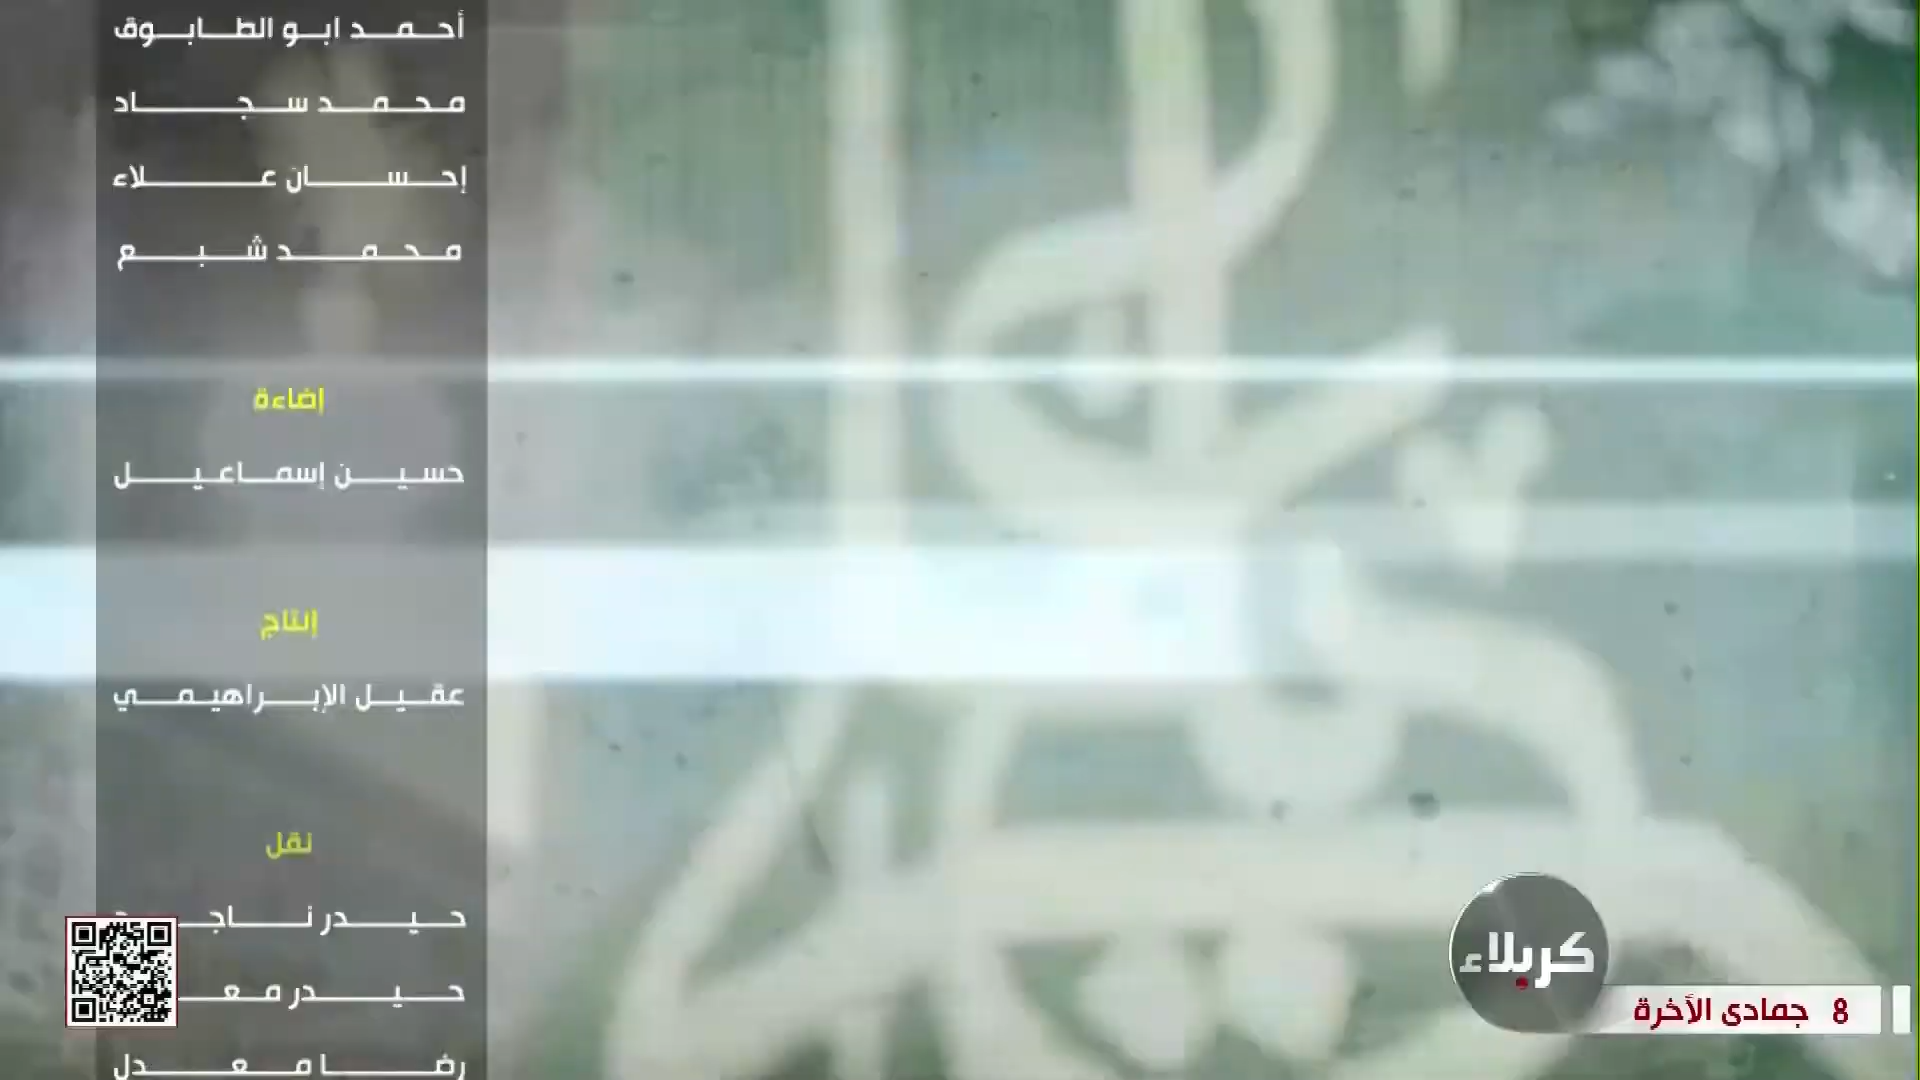 أحمد ابو الطابوق
محمد سجاد
إحسان علاء
محمد شبع
إضاءة
حسين إسماعيل
إنتاج
عقيل الإبراهيمي
نقل
حيدر
حيدر
رضا معدل
كربلاء
8 جمادى الأخرة